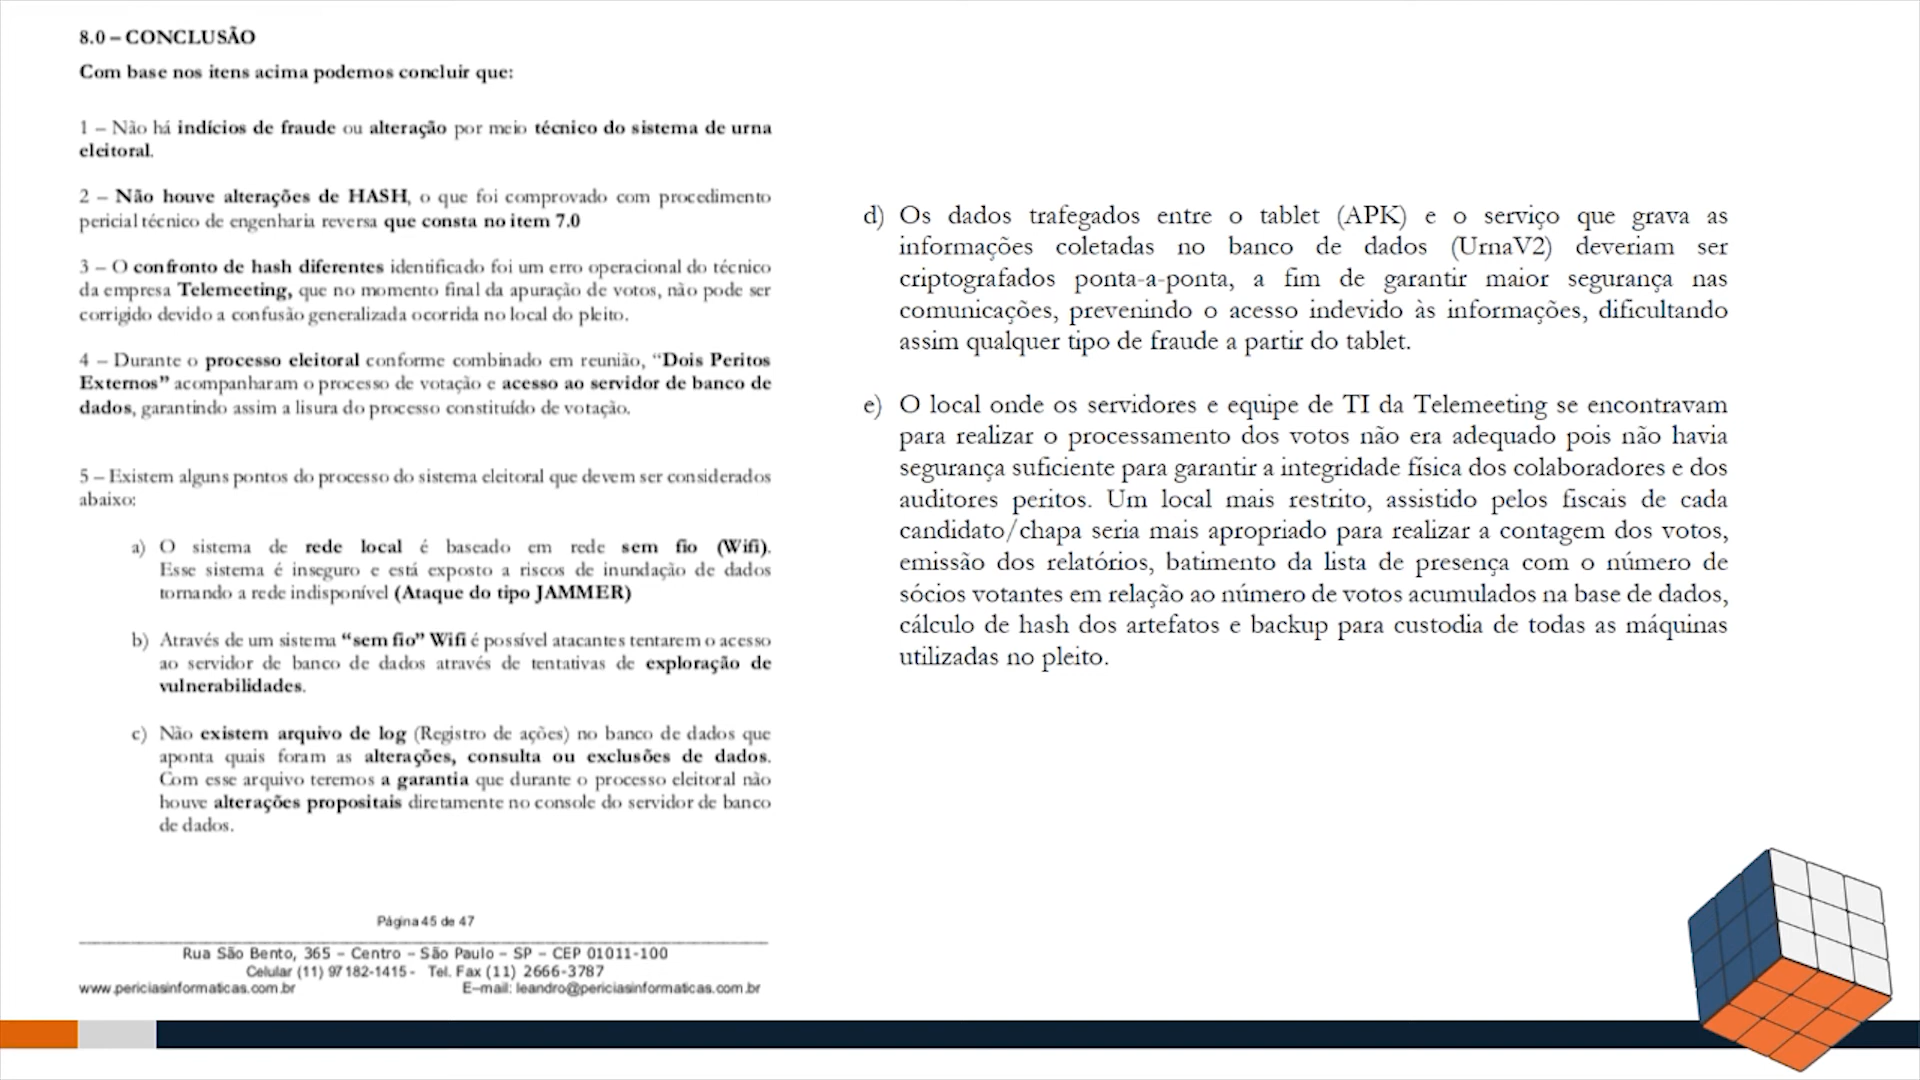 8.0 – CONCLUSÃO
Com base nos itens acima podemos concluir que:
1 – Não há indícios de fraude ou alteração por meio técnico do sistema de urna
eleitoral.
2 – Não houve alterações de HASH, o que foi comprovado com procedimento
pericial técnico de engenharia reversa que consta no item 7.0
3 – O confronto de hash diferentes identificado foi um erro operacional do técnico
da empresa Telemeeting, que no momento final da apuração de votos, não pode ser
corrigido devido a confusão generalizada ocorrida no local do pleito.
4 – Durante o processo eleitoral conforme combinado em reunião, “Dois Peritos
Externos” acompanharam o processo de votação e acesso ao servidor de banco de
dados, garantindo assim a lisura do processo constituído de votação.
5 – Existem alguns pontos do processo do sistema eleitoral que devem ser considerados
abaixo:
a) O sistema de rede local é baseado em rede sem fio (Wifi).
Esse sistema é inseguro e está exposto a riscos de inundação de dados
tornando a rede indisponível (Ataque do tipo JAMMER)
b) Através de um sistema “sem fio” Wifi é possível atacantes tentarem o acesso
ao servidor de banco de dados através de tentativas de exploração de
vulnerabilidades.
c) Não existem arquivo de log (Registro de ações) no banco de dados que
aponta quais foram as alterações, consulta ou exclusões de dados.
Com esse arquivo teremos a garantia que durante o processo eleitoral não
houve alterações propositais diretamente no console do servidor de banco
de dados.
Página 45 de 47
Rua São Bento, 365 – Centro – São Paulo – SP – CEP 01011-100
Celular (11) 97182-1415 - Tel. Fax (11) 2666-3787
www.periciasinformaticas.com.br E–mail: leandro@periciasinformaticas.com.br
d) Os dados trafegados entre o tablet (APK) e o serviço que grava as
informações coletadas no banco de dados (UrnaV2) deveriam ser
criptografados ponta-a-ponta, a fim de garantir maior segurança nas
comunicações, prevenindo o acesso indevido às informações, dificultando
assim qualquer tipo de fraude a partir do tablet.
e) O local onde os servidores e equipe de TI da Telemeeting se encontravam
para realizar o processamento dos votos não era adequado pois não havia
segurança suficiente para garantir a integridade física dos colaboradores e dos
auditores peritos. Um local mais restrito, assistido pelos fiscais de cada
candidato/chapa seria mais apropriado para realizar a contagem dos votos,
emissão dos relatórios, batimento da lista de presença com o número de
sócios votantes em relação ao número de votos acumulados na base de dados,
cálculo de hash dos artefatos e backup para custodia de todas as máquinas
utilizadas no pleito.